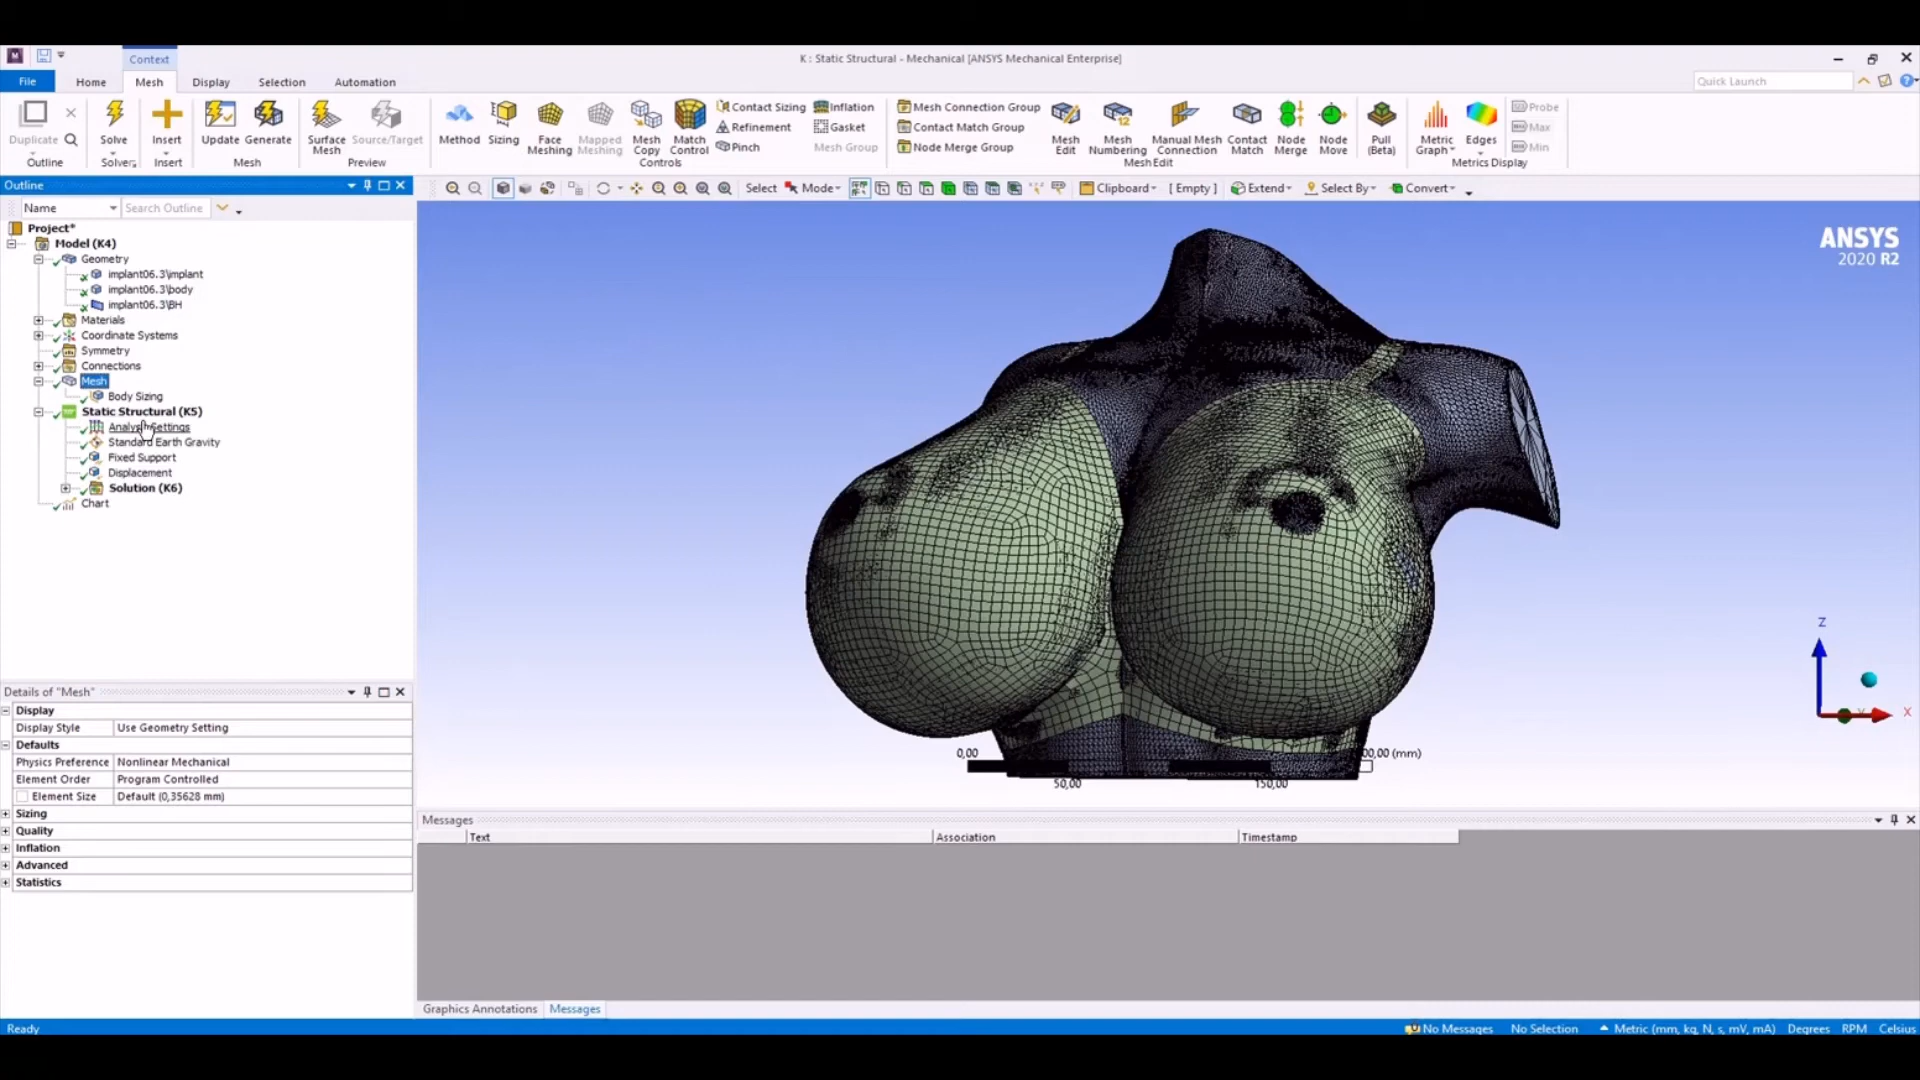 Context
K : Static Structural - Mechanical [ANSYS Mechanical Enterprise]
File Home Mesh Display Selection Automation
Quick Launch
Duplicate
Outline
Solve
Solver
Insert
Insert
Update Generate
Mesh
Surface Mesh
Source/Target
Preview
Method Sizing
Face Meshing
Mapped Meshing
Mesh Copy
Match Control
Contact Sizing
Refinement
Pinch
Inflation
Gasket
Mesh Group
Controls
Mesh Connection Group
Contact Match Group
Node Merge Group
Mesh Edit
Mesh Numbering
Manual Mesh Connection
Contact Match
Node Merge
Node Move
Mesh Edit
Pull (Beta)
Metric Graph
Edges
Probe
Max
Min
Metrics Display
Outline
Select Mode Clipboard [ Empty ] Extend Select By Convert
Name Search Outline
Project*
Model (K4)
Geometry
implant06.3\implant
implant06.3\body
implant06.3\BH
Materials
Coordinate Systems
Symmetry
Connections
Mesh
Body Sizing
Static Structural (K5)
Analysis Settings
Standard Earth Gravity
Fixed Support
Displacement
Solution (K6)
Chart
ANSYS
2020 R2
Z
X
Y
0,00
00,00 (mm)
50,00
150,00
Details of "Mesh"
Display
Display Style Use Geometry Setting
Defaults
Physics Preference Nonlinear Mechanical
Element Order Program Controlled
Element Size Default (0,35628 mm)
Sizing
Quality
Inflation
Advanced
Statistics
Messages
Text Association Timestamp
Graphics Annotations Messages
Ready
No Messages No Selection Metric (mm, kg, N, s, mV, mA) Degrees RPM Celsius